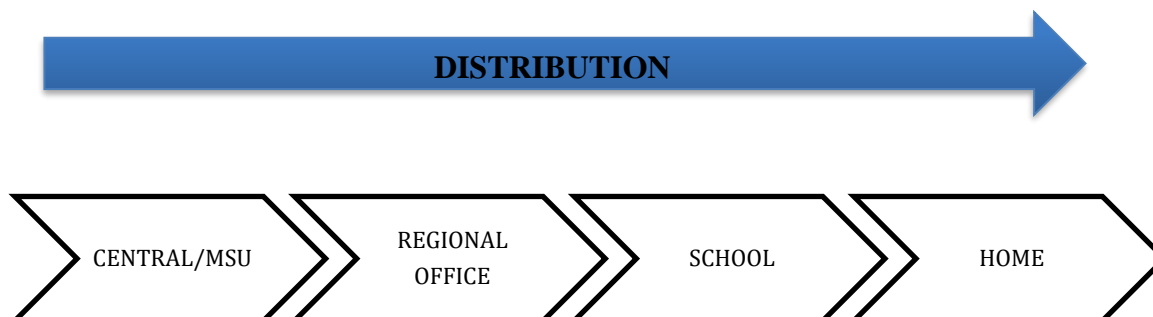 DISTRIBUTION
CENTRAL/MSU
REGIONAL
OFFICE
SCHOOL
HOME